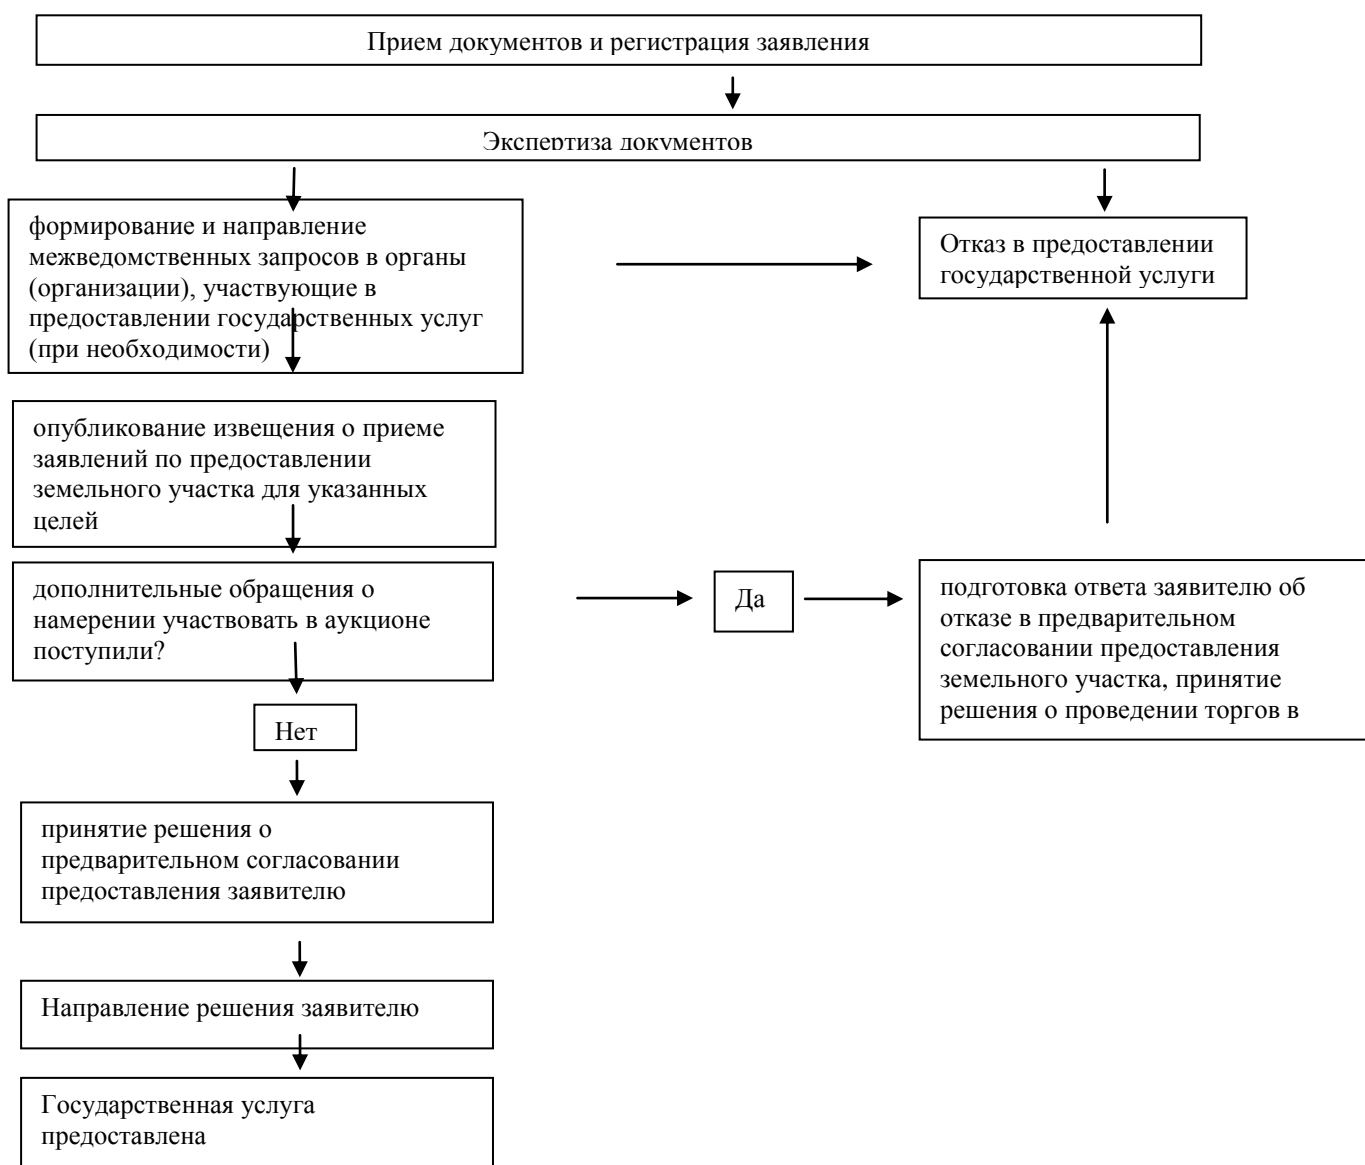 Прием документов и регистрация заявления
Экспертиза документов
формирование и направление
межведомственных запросов в органы
(организации), участвующие в
предоставлении государственных услуг
(при необходимости)
Отказ в предоставлении
государственной услуги
опубликование извещения о приеме
заявлений по предоставлении
земельного участка для указанных
целей
дополнительные обращения о
намерении участвовать в аукционе
поступили?
Да
подготовка ответа заявителю об
отказе в предварительном
согласовании предоставления
земельного участка, принятие
решения о проведении торгов в
Нет
принятие решения о
предварительном согласовании
предоставления заявителю
Направление решения заявителю
Государственная услуга
предоставлена